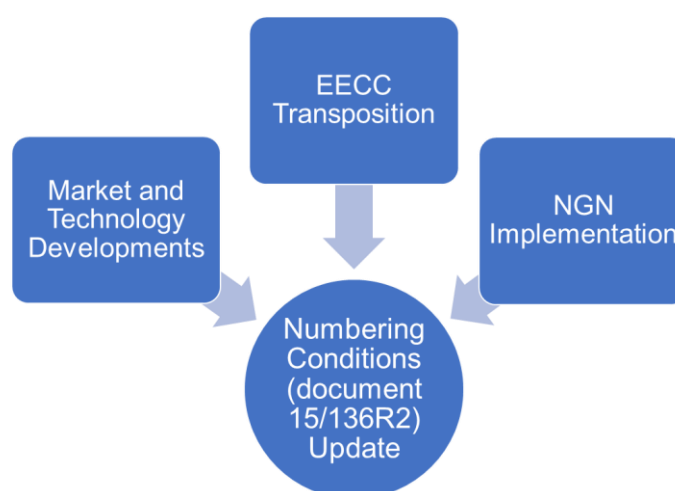 EECC
Transposition
Market and
Technology
Developments
NGN
Implementation
Numbering
Conditions
(document
15/136R2)
Update